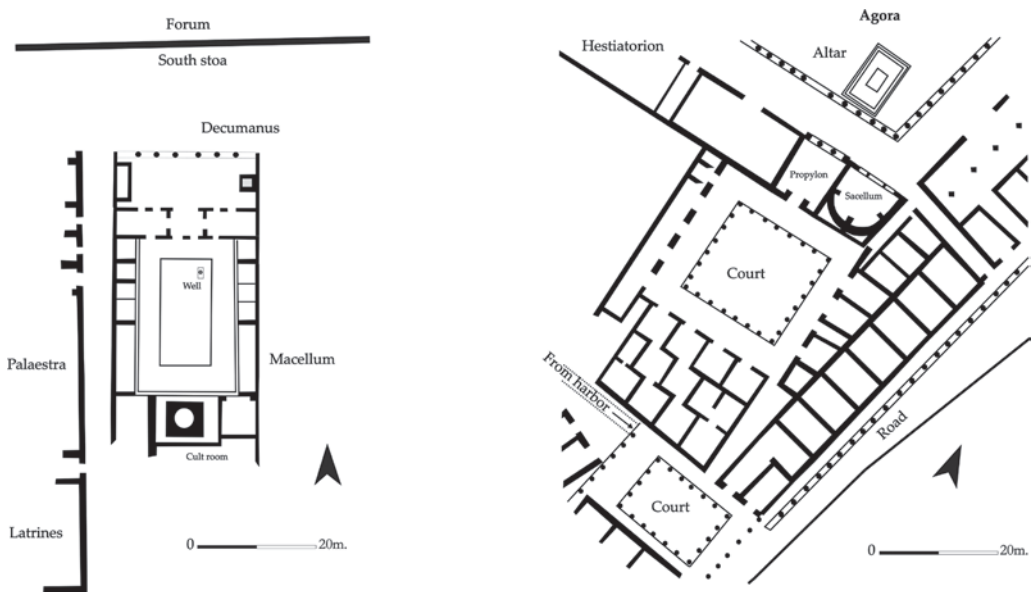 Forum
South stoa
Decumanus
Well
Palaestra
Macellum
Cult room
Latrines
0 20m.
Agora
Hestiatorion
Altar
Propylon
Sacellum
Court
From harbor
Road
Court
0 20m.